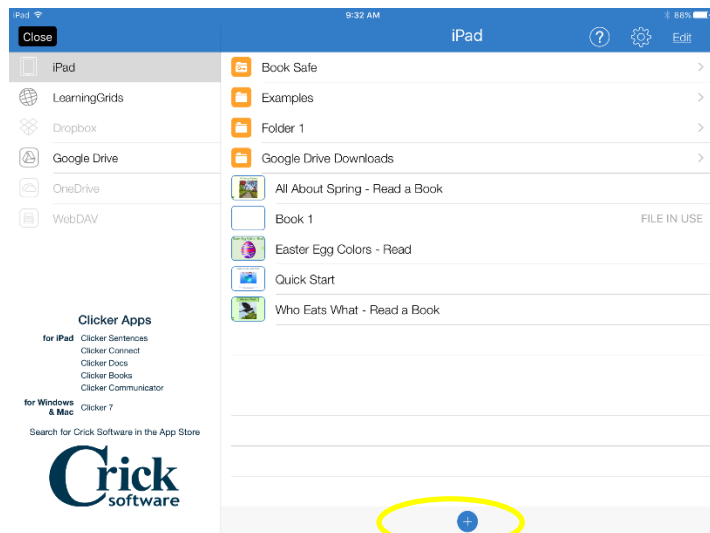 iPad 9:32 AM 88%
Close iPad ? Edit
iPad
LearningGrids
Dropbox
Google Drive
OneDrive
WebDAV
Clicker Apps
for iPad Clicker Sentences
Clicker Connect
Clicker Docs
Clicker Books
Clicker Communicator
for Windows & Mac Clicker 7
Search for Crick Software in the App Store
Crick
software
Book Safe
Examples
Folder 1
Google Drive Downloads
All About Spring - Read a Book
Book 1 FILE IN USE
Easter Egg Colors - Read
Quick Start
Who Eats What - Read a Book